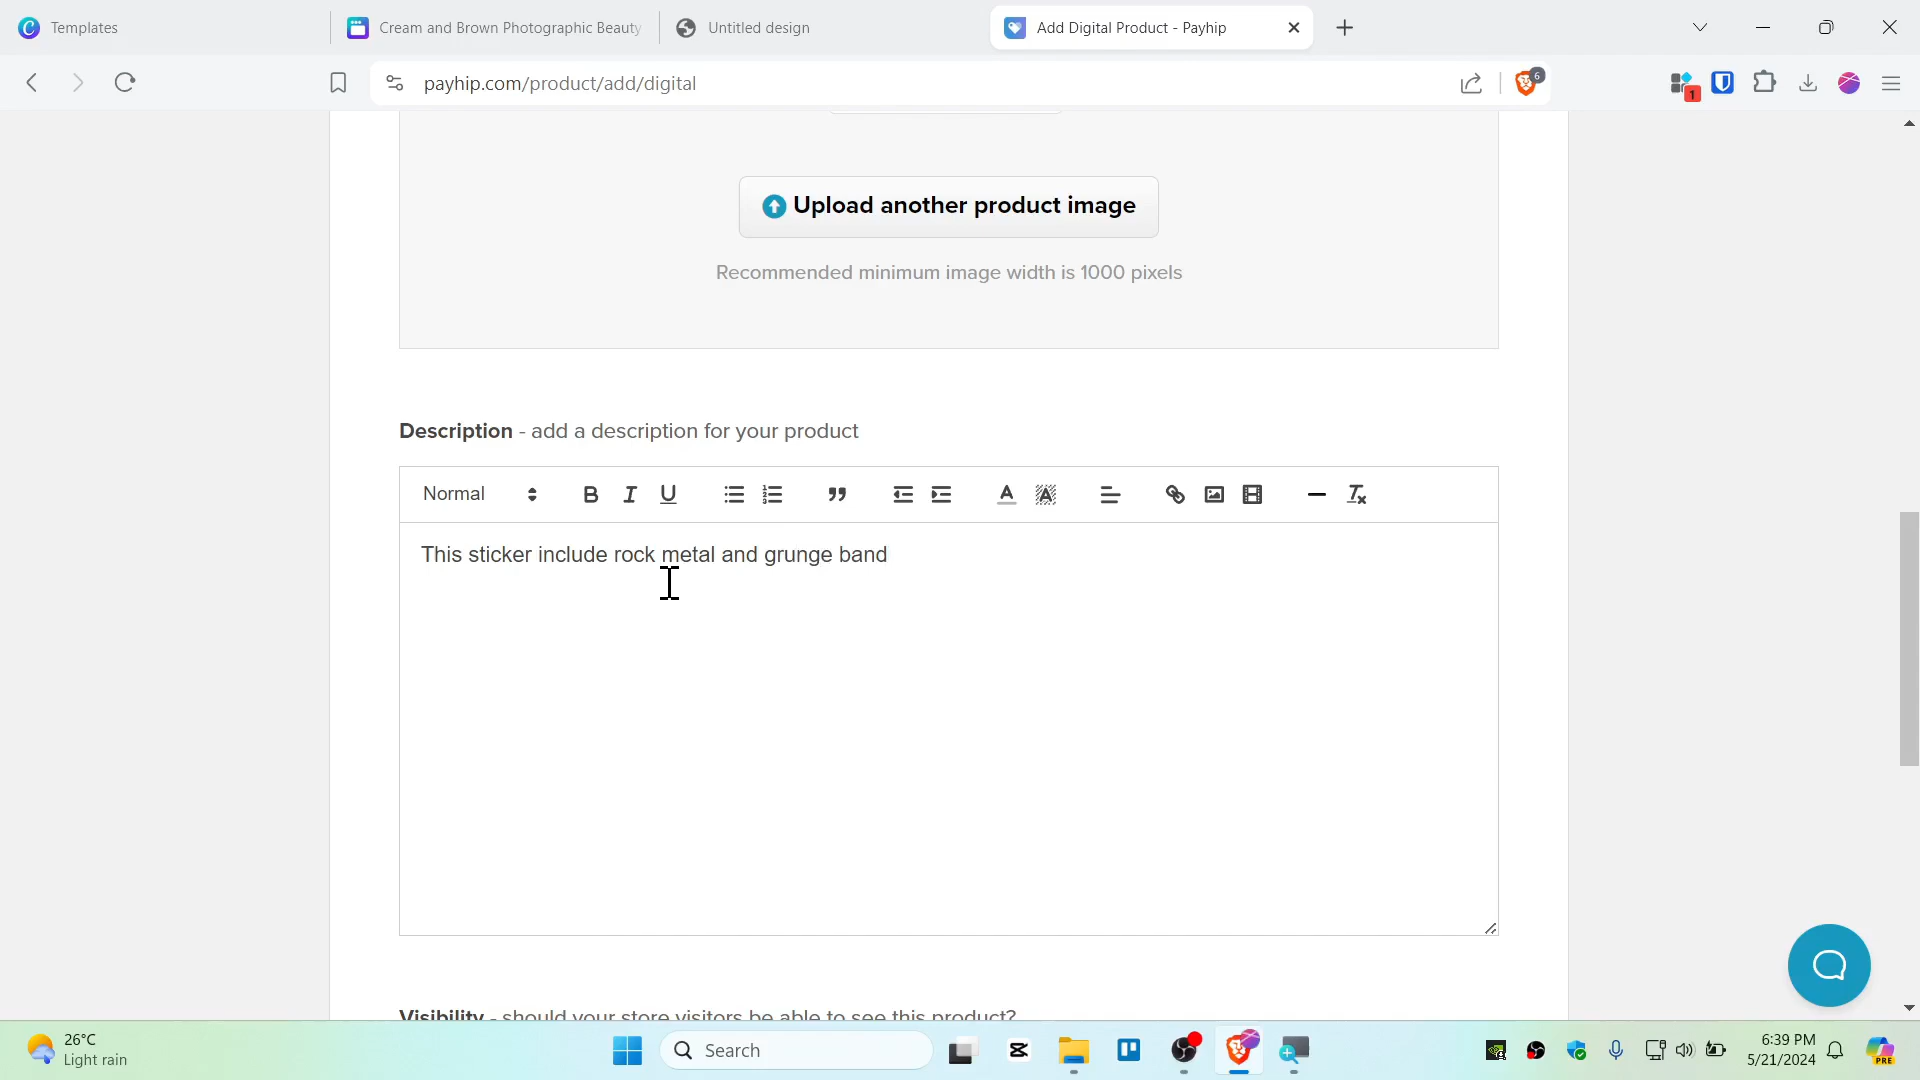 Templates
Cream and Brown Photographic Beauty
Untitled design
Add Digital Product - Payhip
payhip.com/product/add/digital
6
1
Upload another product image
Recommended minimum image width is 1000 pixels
Description - add a description for your product
Normal
This sticker include rock metal and grunge band
Visibility - should your store visitors be able to see this product?
26°C
Light rain
Search
6:39 PM
5/21/2024
PRE